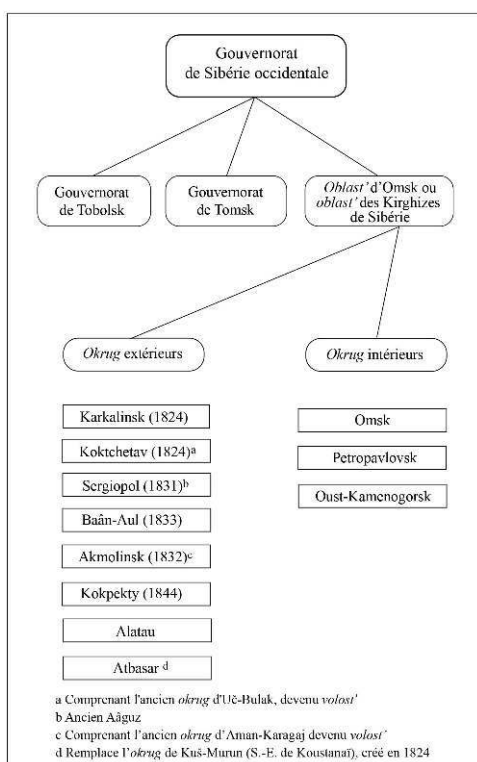 Gouvernorat
de Sibérie occidentale
Gouvernorat
de Tobolsk
Gouvernorat
de Tomsk
Oblast’ d’Omsk ou
oblast’ des Kirghizes
de Sibérie
Okrug extérieurs
Okrug intérieurs
Karkalinsk (1824)
Koktchetav (1824)a
Sergiopol (1831)b
Baân-Aul (1833)
Akmolinsk (1832)c
Kokpekty (1844)
Alatau
Atbasar d
Omsk
Petropavlovsk
Oust-Kamenogorsk
a Comprenant l'ancien okrug d'Uč-Bulak, devenu volost’
b Ancien Aâguz
c Comprenant l’ancien okrug d’Aman-Karagaj devenu volost’
d Remplace l’okrug de Kuš-Murun (S.-E. de Koustanaï), créé en 1824